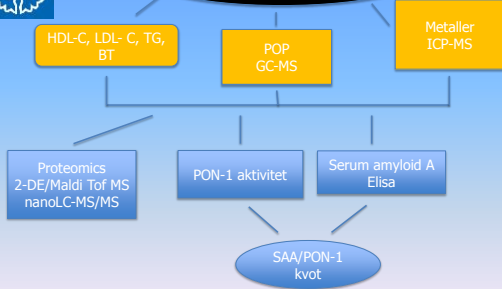 HDL-C, LDL- C, TG,
BT
POP
GC-MS
Metaller
ICP-MS
Proteomics
2-DE/Maldi Tof MS
nanoLC-MS/MS
PON-1 aktivitet
Serum amyloid A
Elisa
SAA/PON-1
kvot